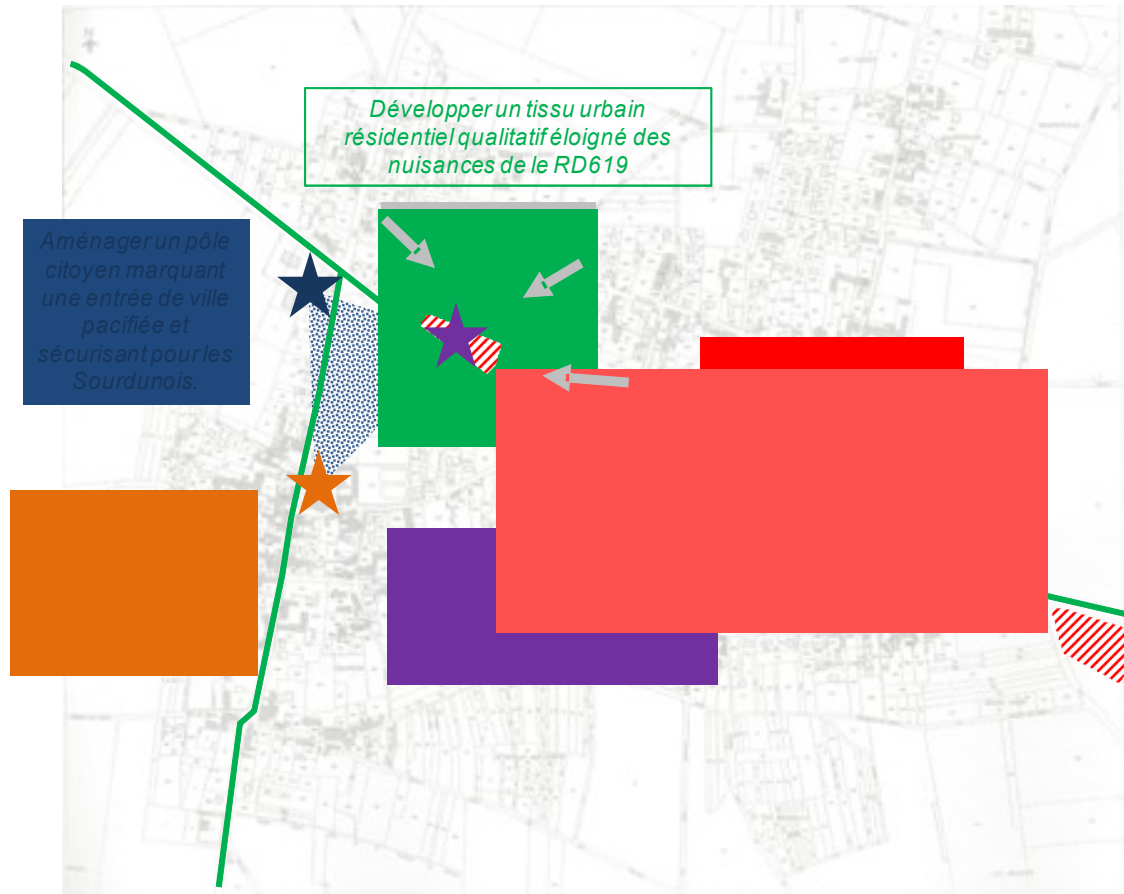 N
Développer un tissu urbain
résidentiel qualitatif éloigné des
nuisances de le RD619
Aménager un pôle
citoyen marquant
une entrée de ville
pacifiée et
sécurisant pour les
Sourdunois.